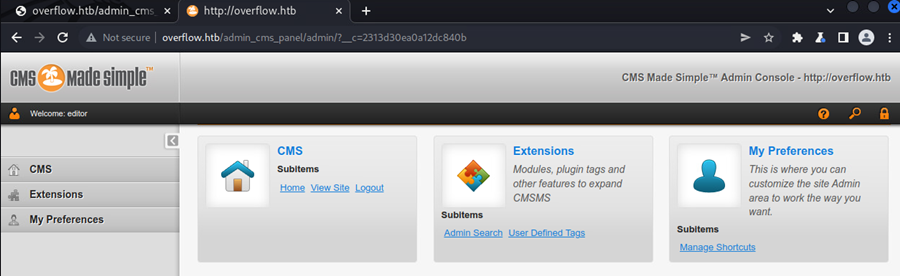 overflow.htb/admin_cms_
http://overflow.htb
Not secure | overflow.htb/admin_cms_panel/admin/?__c=2313d30ea0a12dc840b
CMS made simple™
CMS Made Simple™ Admin Console - http://overflow.htb
Welcome: editor
CMS
Extensions
My Preferences
CMS
Subitems
Home View Site Logout
Extensions
Modules, plugin tags and
other features to expand
CMSMS
Subitems
Admin Search User Defined Tags
My Preferences
This is where you can
customize the site Admin
area to work the way you
want.
Subitems
Manage Shortcuts